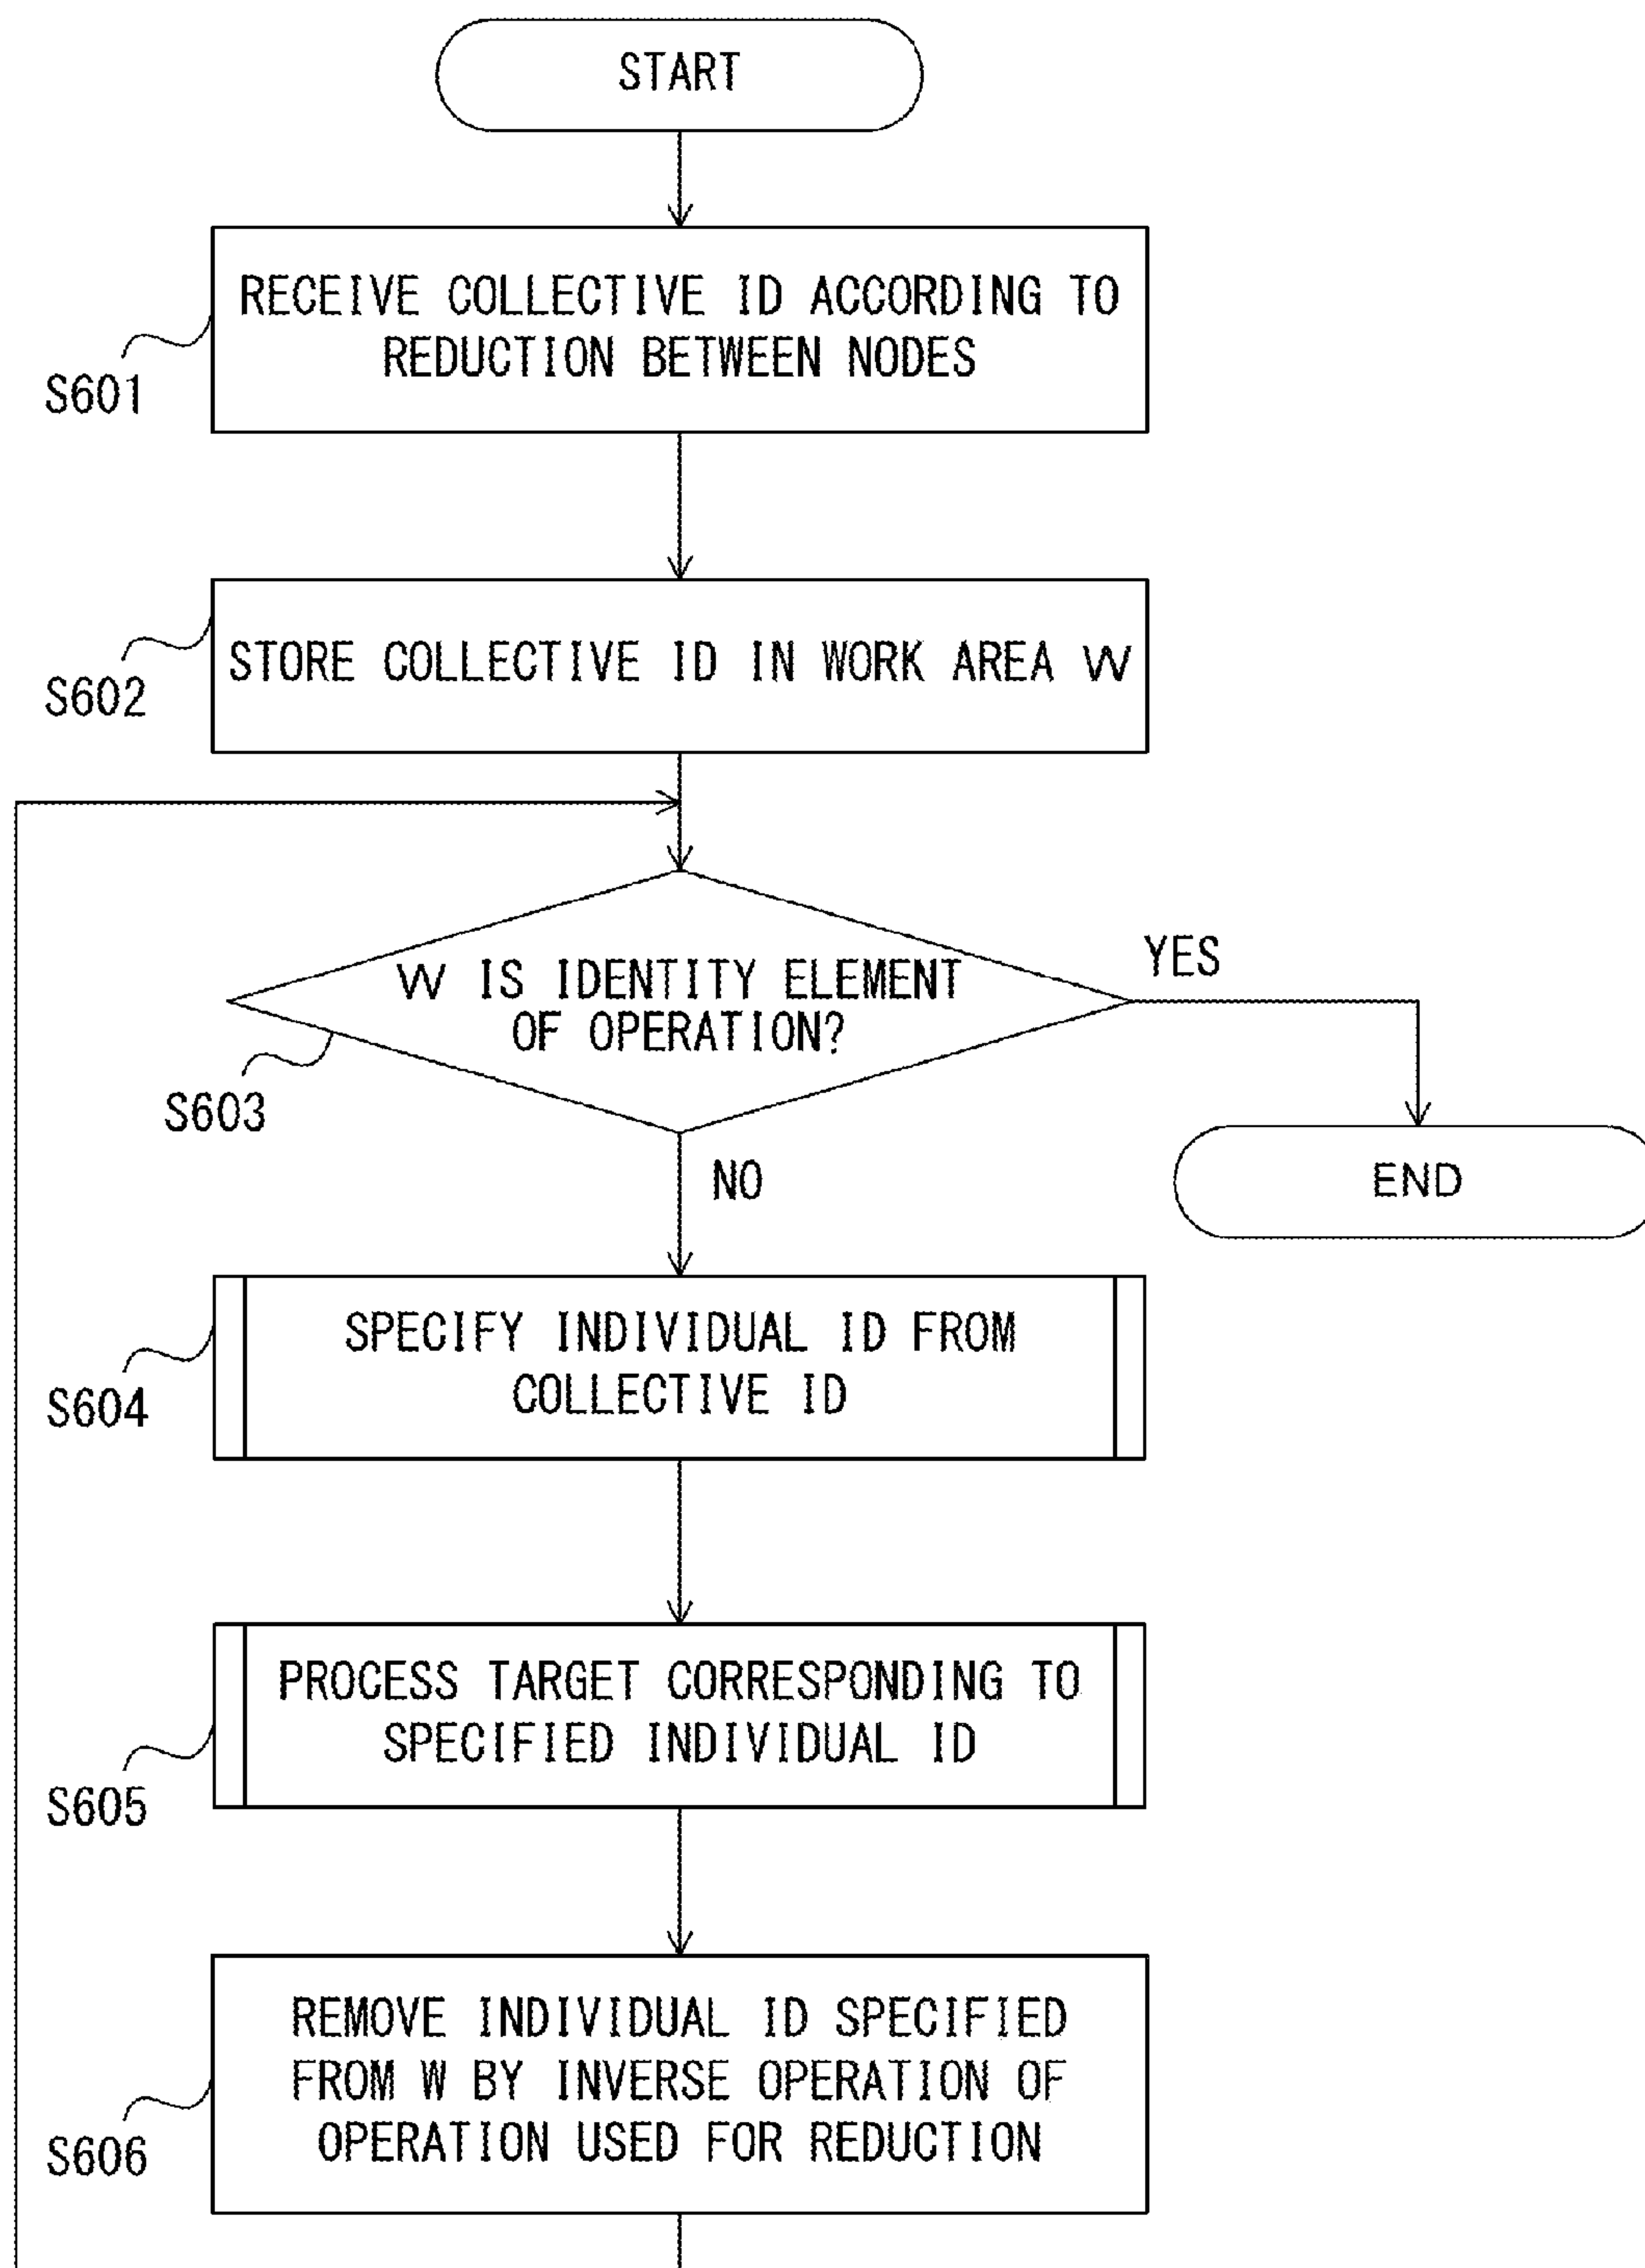 START
RECEIVE COLLECTIVE ID ACCORDING TO
REDUCTION BETWEEN NODES
S601
STORE COLLECTIVE ID IN WORK AREA W
S602
W IS IDENTITY ELEMENT
OF OPERATION?
YES
S603
NO
END
SPECIFY INDIVIDUAL ID FROM
COLLECTIVE ID
S604
PROCESS TARGET CORRESPONDING TO
SPECIFIED INDIVIDUAL ID
S605
REMOVE INDIVIDUAL ID SPECIFIED
FROM W BY INVERSE OPERATION OF
OPERATION USED FOR REDUCTION
S606